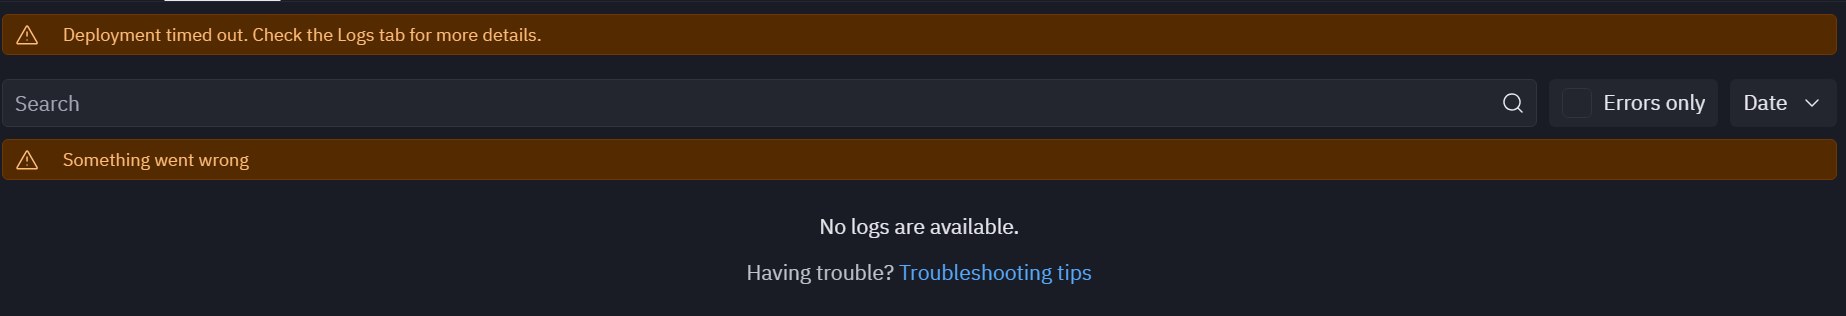 Deployment timed out. Check the Logs tab for more details.
Search
Errors only
Date
Something went wrong
No logs are available.
Having trouble? Troubleshooting tips